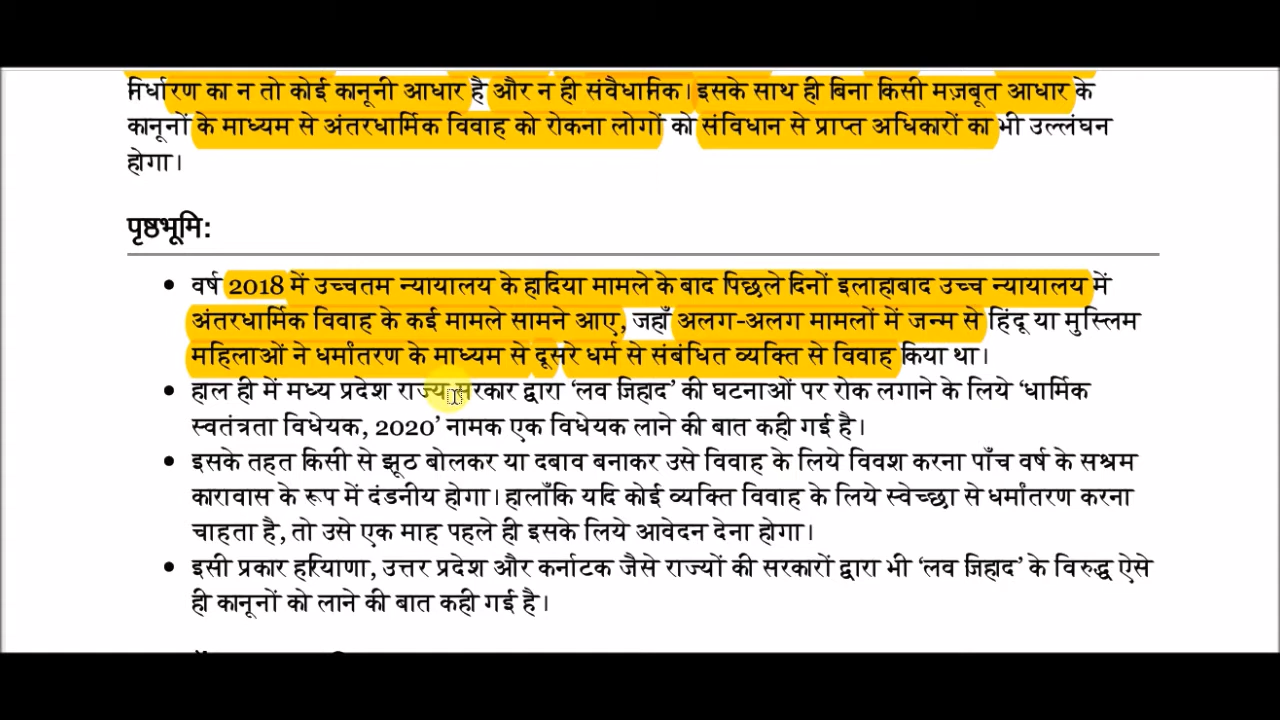 निर्धारण का न तो कोई कानूनी आधार है और न ही संवैधानिक। इसके साथ ही बिना किसी मज़बूत आधार के
कानूनों के माध्यम से अंतरधार्मिक विवाह को रोकना लोगों को संविधान से प्राप्त अधिकारों का भी उल्लंघन
होगा।
पृष्ठभूमि:
• वर्ष 2018 में उच्चतम न्यायालय के हादिया मामले के बाद पिछले दिनों इलाहाबाद उच्च न्यायालय में
अंतरधार्मिक विवाह के कई मामले सामने आए, जहाँ अलग-अलग मामलों में जन्म से हिंदू या मुस्लिम
महिलाओं ने धर्मांतरण के माध्यम से दूसरे धर्म से संबंधित व्यक्ति से विवाह किया था।
• हाल ही में मध्य प्रदेश राज्य सरकार द्वारा ‘लव जिहाद’ की घटनाओं पर रोक लगाने के लिये ‘धार्मिक
स्वतंत्रता विधेयक, 2020’ नामक एक विधेयक लाने की बात कही गई है।
• इसके तहत किसी से झूठ बोलकर या दबाव बनाकर उसे विवाह के लिये विवश करना पाँच वर्ष के सश्रम
कारावास के रूप में दंडनीय होगा। हालाँकि यदि कोई व्यक्ति विवाह के लिये स्वेच्छा से धर्मांतरण करना
चाहता है, तो उसे एक माह पहले ही इसके लिये आवेदन देना होगा।
• इसी प्रकार हरियाणा, उत्तर प्रदेश और कर्नाटक जैसे राज्यों की सरकारों द्वारा भी ‘लव जिहाद’ के विरुद्ध ऐसे
ही कानूनों को लाने की बात कही गई है।